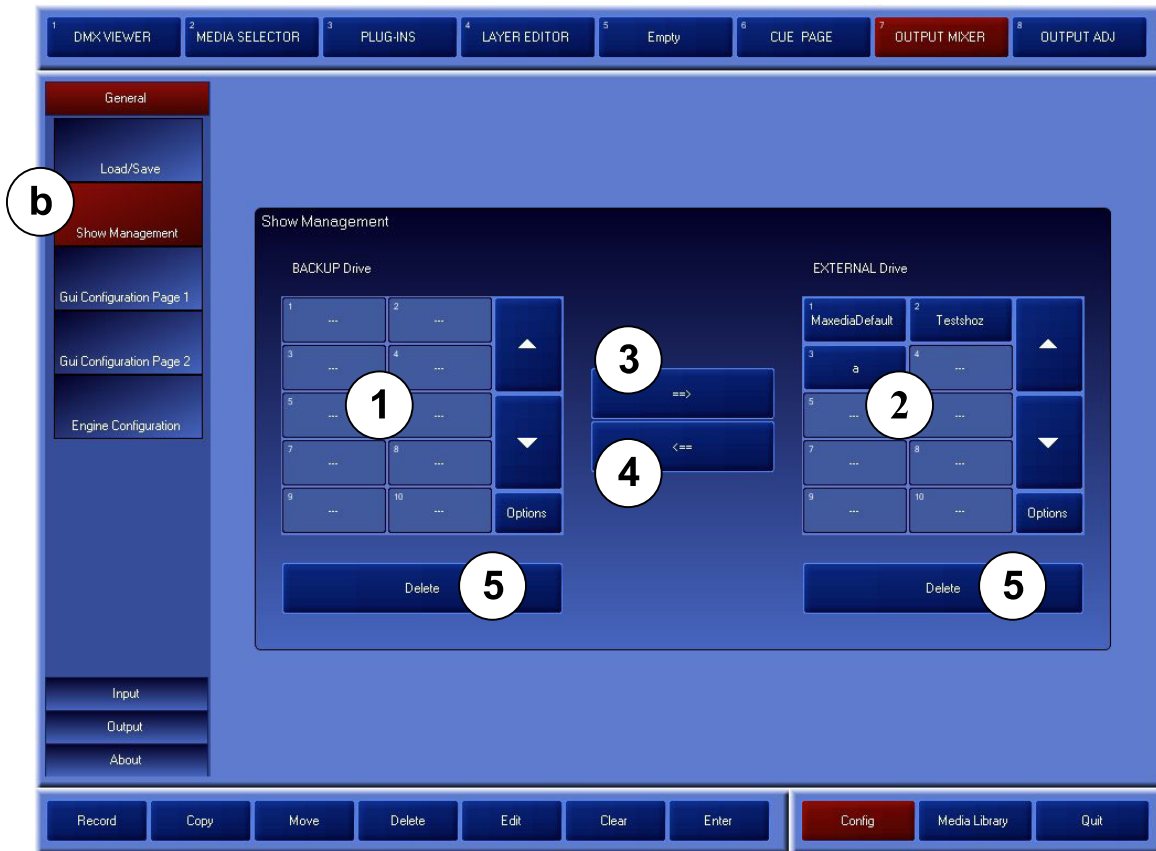 1 DMX VIEWER 2 MEDIA SELECTOR 3 PLUG-INS 4 LAYER EDITOR 5 Empty 6 CUE PAGE 7 OUTPUT MIXER 8 OUTPUT ADJ
General
Load/Save
b
Show Management
Gui Configuration Page 1
Gui Configuration Page 2
Engine Configuration
Input
Output
About
Show Management
BACKUP Drive
1 --- 2 ---
3 --- 4 ---
5 --- 6 ---
7 --- 8 ---
9 --- 10 ---
Options
1
Delete
5
3
==>
<==
4
EXTERNAL Drive
1 MaxediaDefault 2 Testshoz
3 a 4 ---
5 --- 6 ---
7 --- 8 ---
9 --- 10 ---
Options
2
Delete
5
Record Copy Move Delete Edit Clear Enter Config Media Library Quit